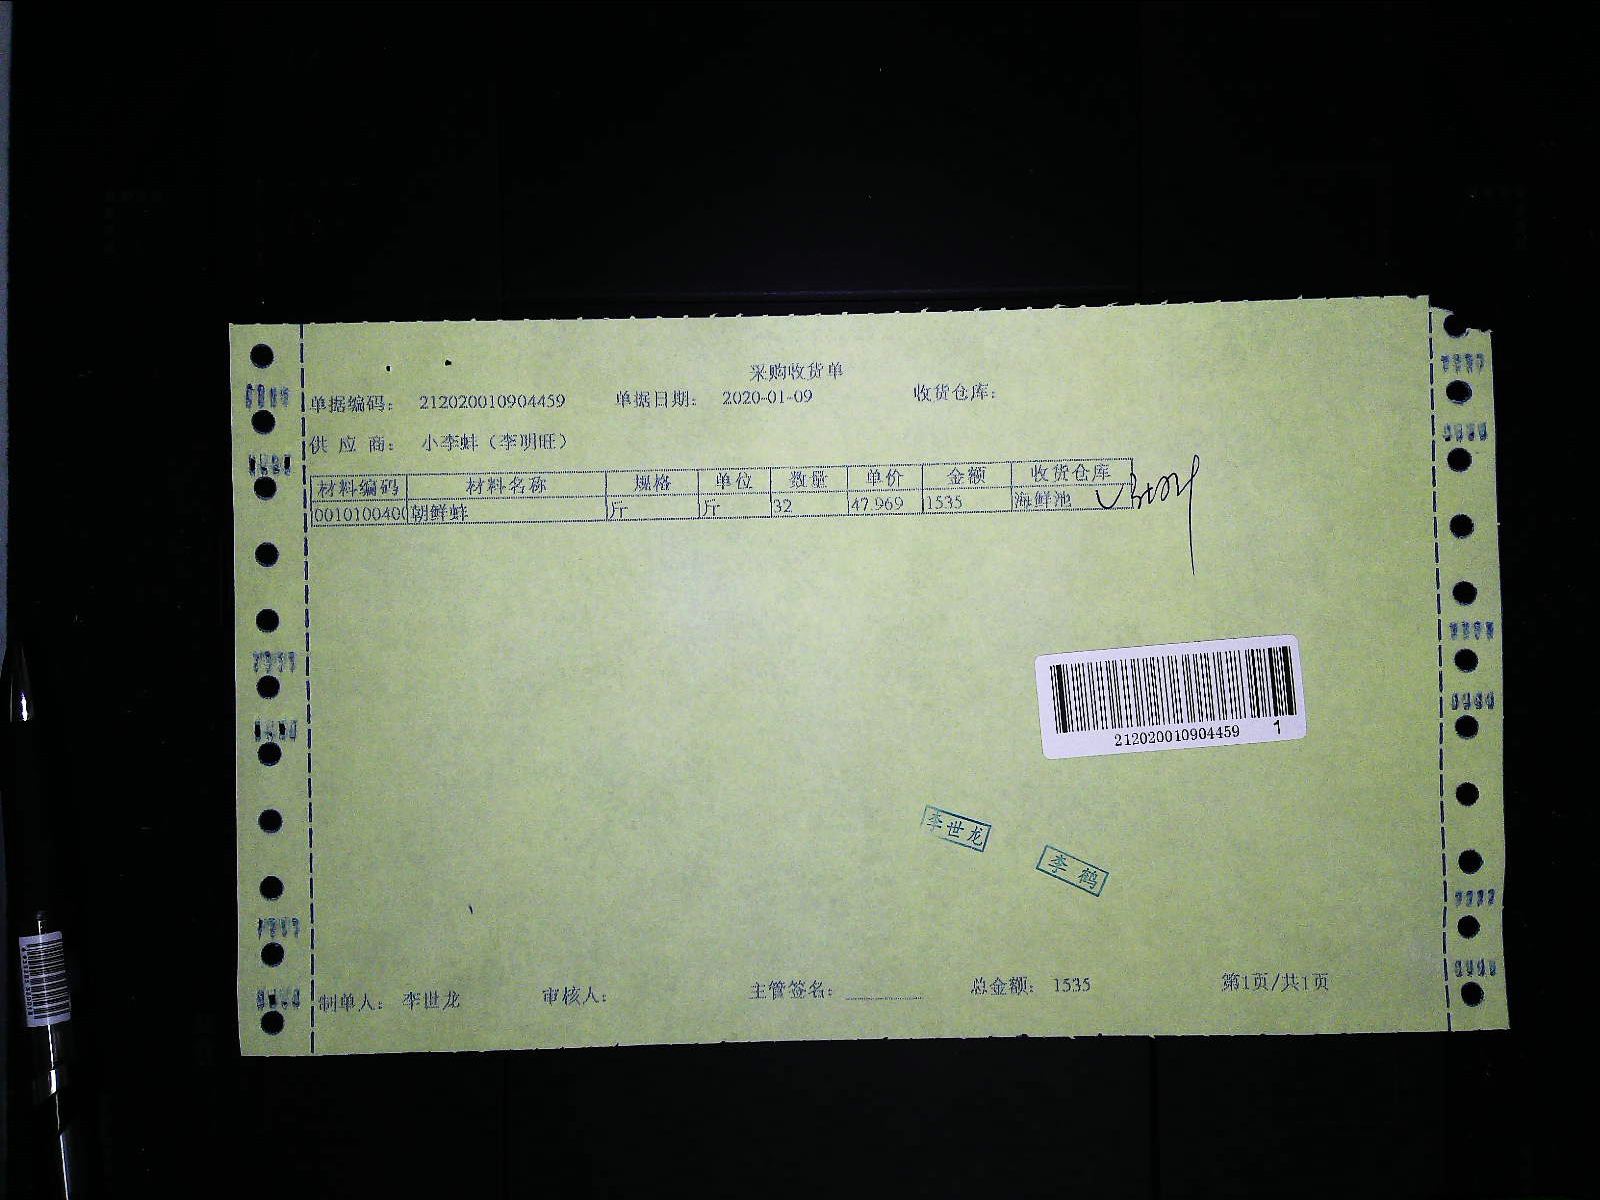 采购收货单
单据编码： 212020010904459 单据日期： 2020-01-09 收货仓库：
供 应 商： 小李蚌（李明旺）
材料编码 材料名称 规格 单位 数量 单价 金额 收货仓库
0010100400 朝鲜蚌 斤 斤 32 47.969 1535 海鲜池
212020010904459 1
李世龙
李 鹤
制单人： 李世龙 审核人： 主管签名： 总金额： 1535 第1页/共1页